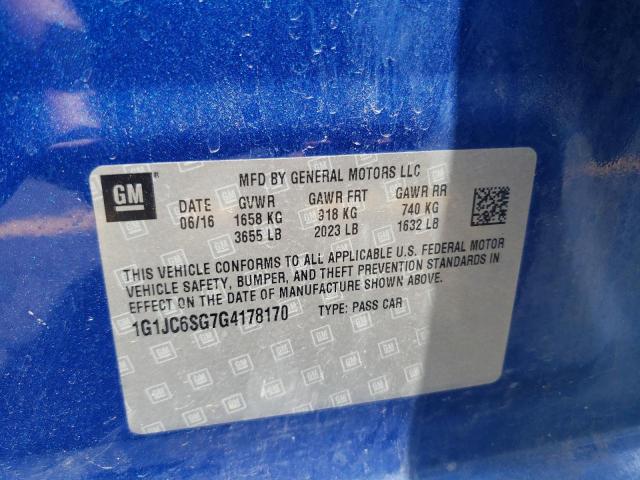 MFD BY GENERAL MOTORS LLC
GM ®
DATE GVWR GAWR FRT GAWR RR
06/16 1658 KG 918 KG 740 KG
3655 LB 2023 LB 1632 LB
THIS VEHICLE CONFORMS TO ALL APPLICABLE U.S. FEDERAL MOTOR
VEHICLE SAFETY, BUMPER, AND THEFT PREVENTION STANDARDS IN
EFFECT ON THE DATE OF MANUFACTURE SHOWN ABOVE.
1G1JC6SG7G4178170 TYPE: PASS CAR